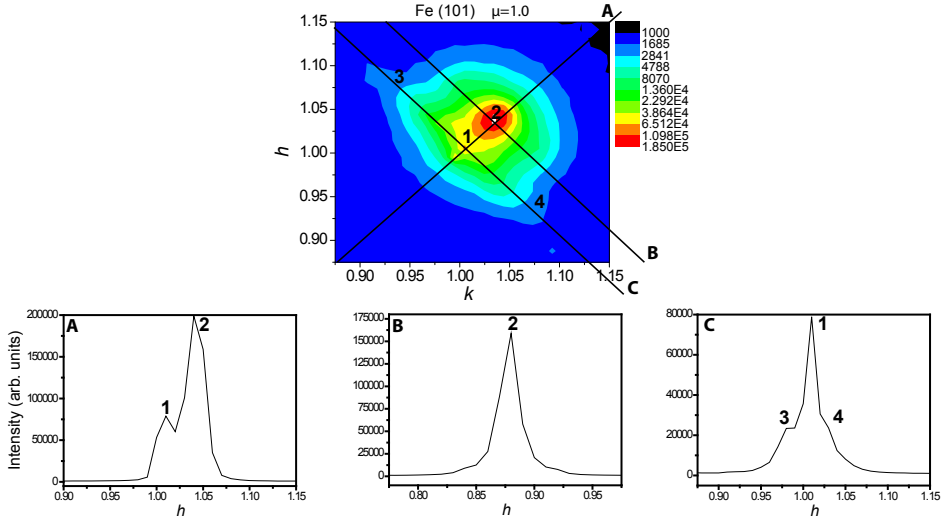 Fe (101) μ=1.0
A
1.15
1.10
1.05
1.00
0.95
0.90
h
0.90 0.95 1.00 1.05 1.10 1.15
k
3
2
1
4
B
C
1000
1685
2841
4788
8070
1.360E4
2.292E4
3.864E4
6.512E4
1.098E5
1.850E5
A
2
1
200000
150000
100000
50000
0
Intensity (arb. units)
0.90 0.95 1.00 1.05 1.10 1.15
h
B
2
175000
150000
125000
100000
75000
50000
25000
0
0.80 0.85 0.90 0.95
h
C
1
3 4
80000
60000
40000
20000
0
0.90 0.95 1.00 1.05 1.10 1.15
h